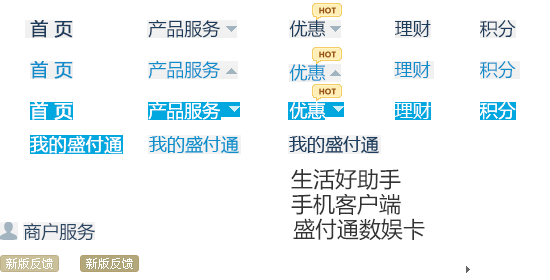 HOT
首 页 产品服务 优惠 理财 积分
HOT
首 页 产品服务 优惠 理财 积分
HOT
首 页 产品服务 优惠 理财 积分
我的盛付通 我的盛付通 我的盛付通
生活好助手
手机客户端
盛付通数娱卡
商户服务
新版反馈 新版反馈